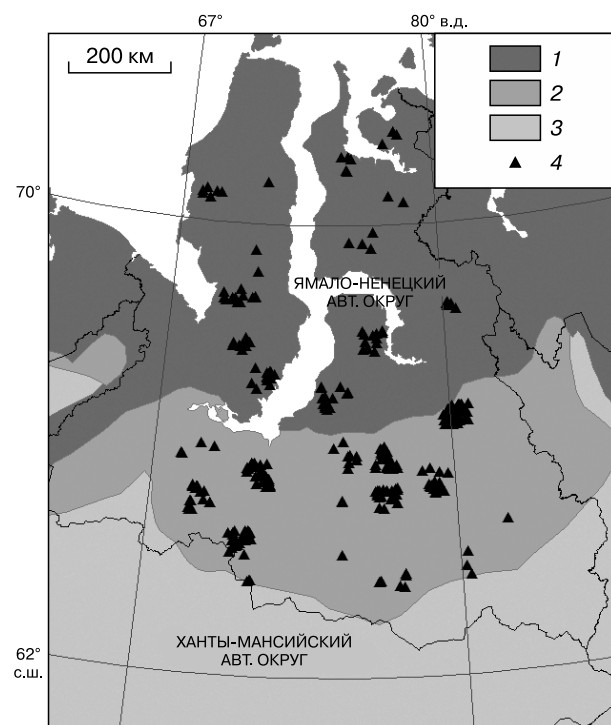 67°
80° в.д.
200 км
1
2
3
4
70°
ЯМАЛО-НЕНЕЦКИЙ
АВТ. ОКРУГ
ХАНТЫ-МАНСИЙСКИЙ
АВТ. ОКРУГ
62°
с.ш.